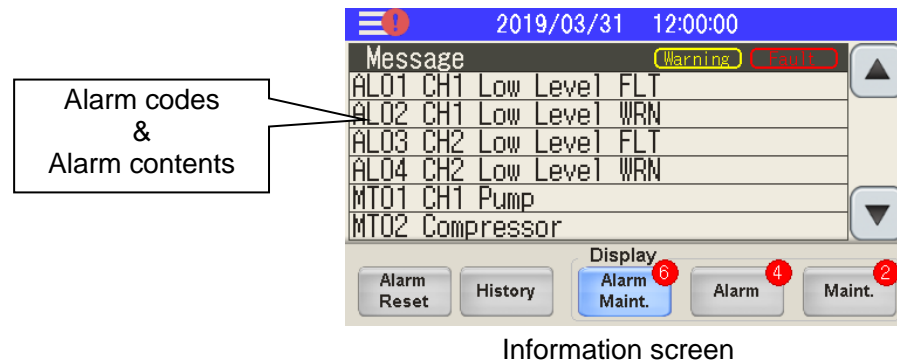 2019/03/31 12:00:00
Message Warning Fault
AL01 CH1 Low Level FLT
AL02 CH1 Low Level WRN
AL03 CH2 Low Level FLT
AL04 CH2 Low Level WRN
MT01 CH1 Pump
MT02 Compressor
Alarm codes
&
Alarm contents
Display
Alarm
Reset
History
Alarm
Maint.
6
Alarm
4
Maint.
2
Information screen